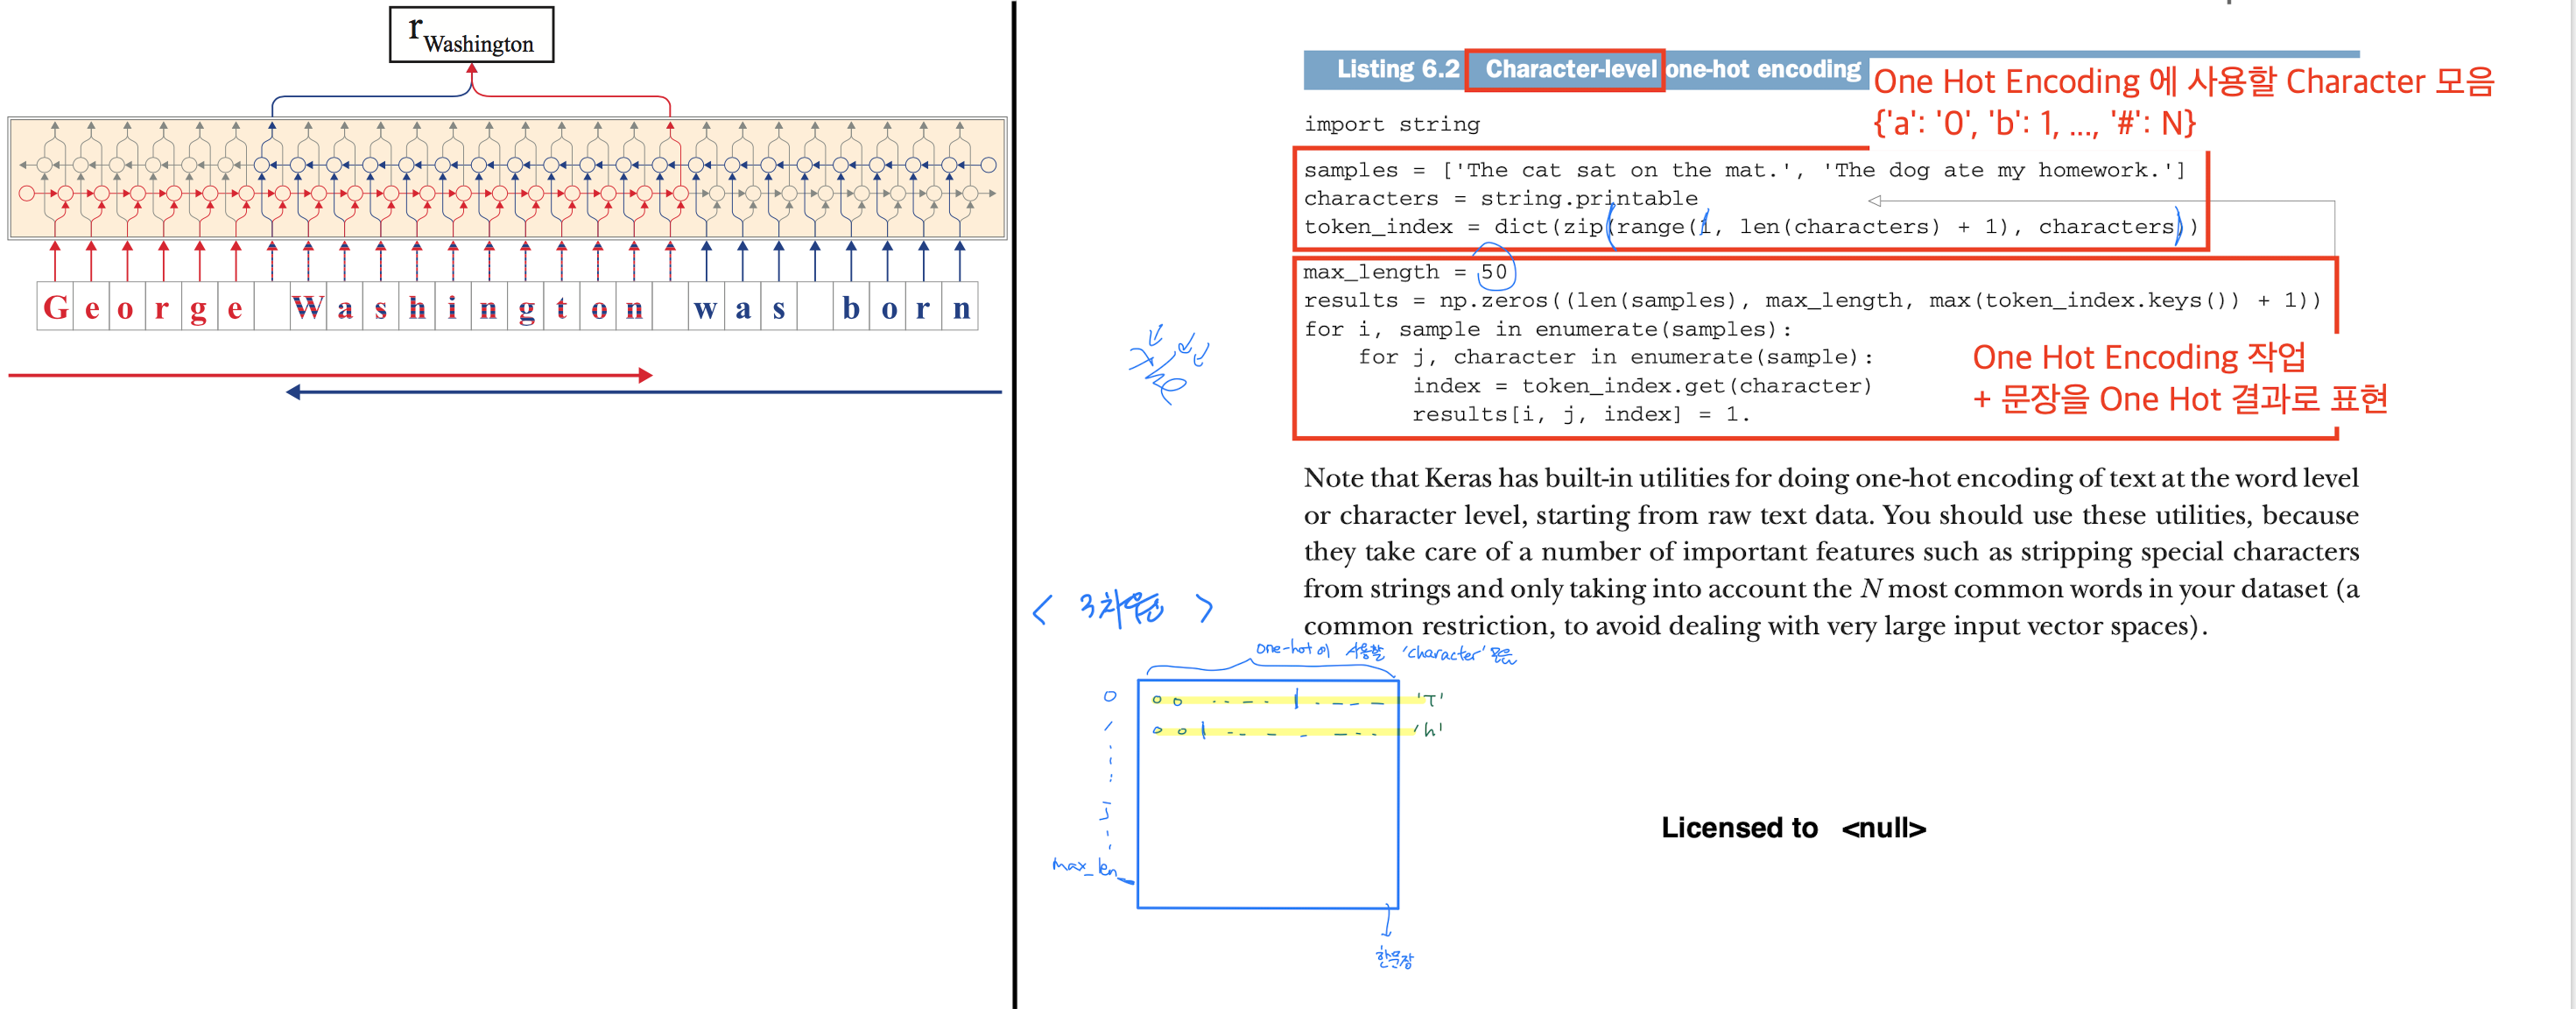 r Washington
George Washington was born
Listing 6.2 Character-level one-hot encoding
One Hot Encoding 에 사용할 Character 모음
{'a': '0', 'b': 1, ..., '#': N}
import string
samples = ['The cat sat on the mat.', 'The dog ate my homework.']
characters = string.printable
token_index = dict(zip(range(1, len(characters) + 1), characters))
max_length = 50
results = np.zeros((len(samples), max_length, max(token_index.keys()) + 1))
for i, sample in enumerate(samples):
    for j, character in enumerate(sample):
        index = token_index.get(character)
        results[i, j, index] = 1.
One Hot Encoding 작업
+ 문장을 One Hot 결과로 표현
The
Note that Keras has built-in utilities for doing one-hot encoding of text at the word level
or character level, starting from raw text data. You should use these utilities, because
they take care of a number of important features such as stripping special characters
from strings and only taking into account the N most common words in your dataset (a
common restriction, to avoid dealing with very large input vector spaces).
< 3차원 >
one-hot에 사용할 'character' 모음
0 0 0 1 'T'
1 0 0 1 'h'
max_len
한문장
Licensed to <null>